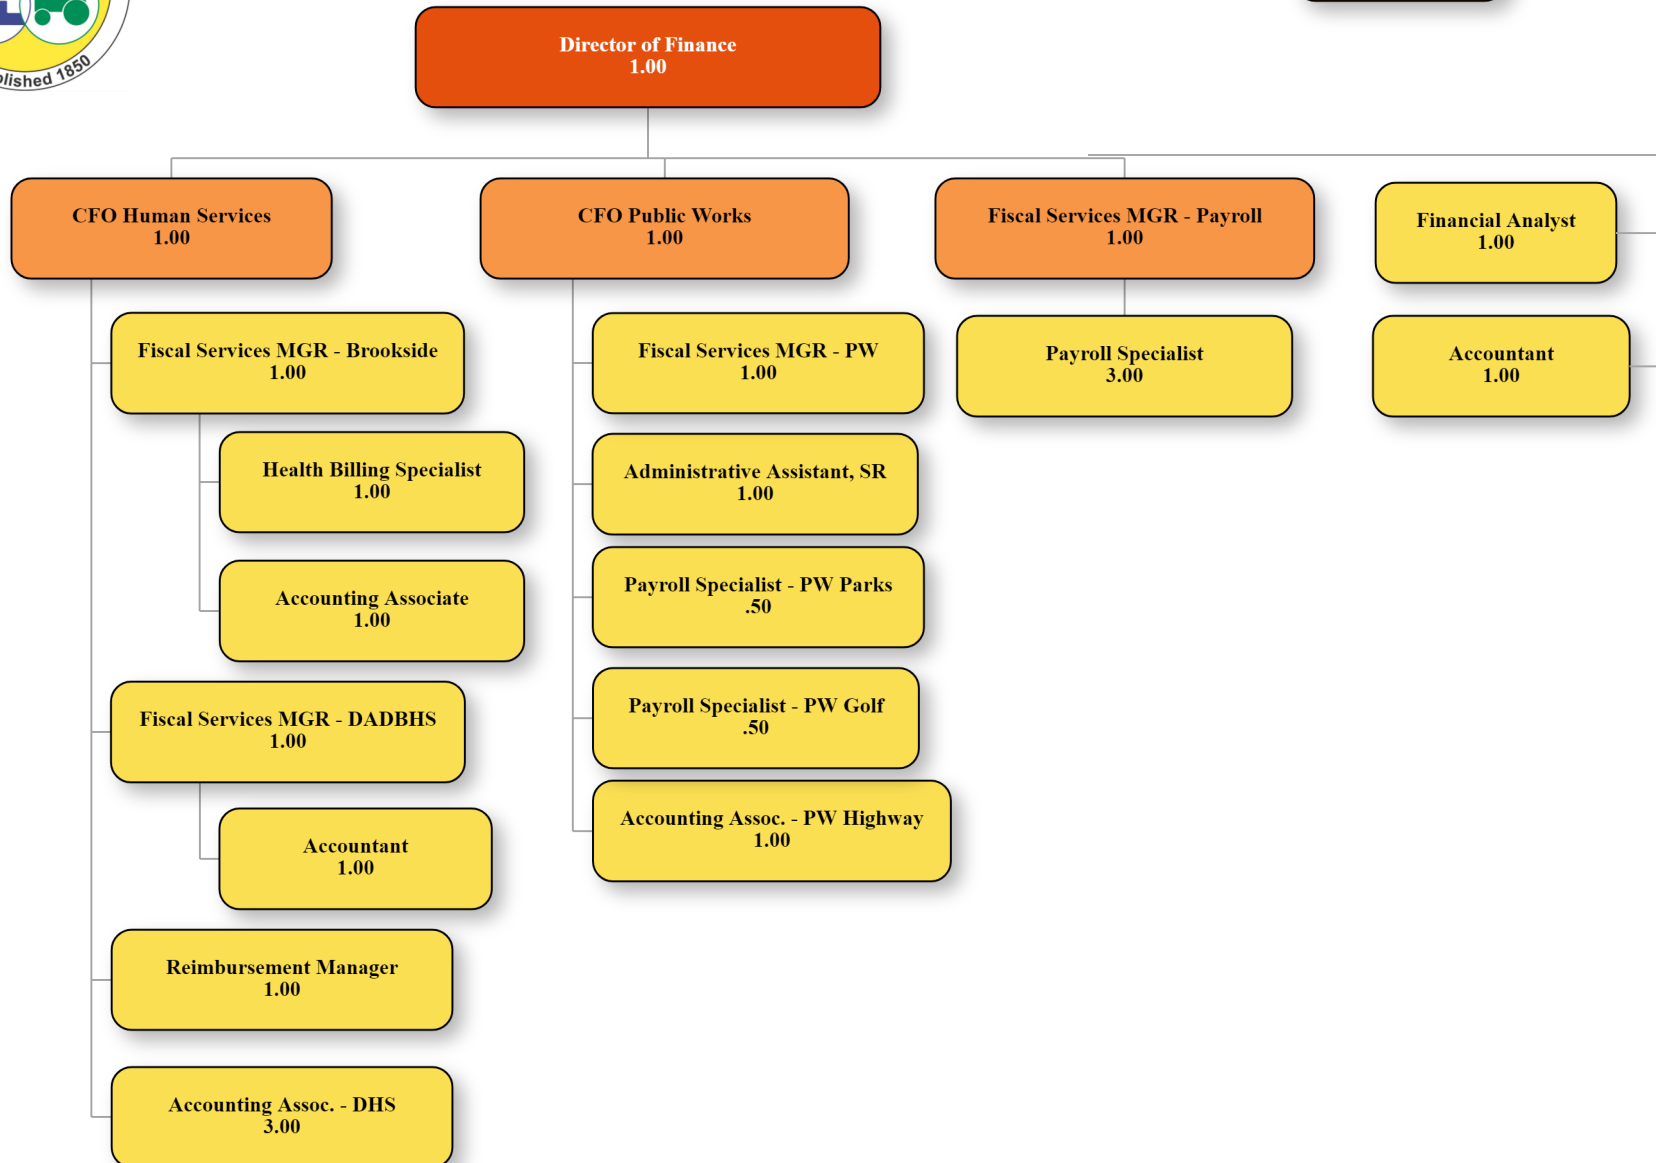 blished 1850
Director of Finance
1.00
CFO Human Services
1.00
CFO Public Works
1.00
Fiscal Services MGR - Payroll
1.00
Financial Analyst
1.00
Fiscal Services MGR - Brookside
1.00
Fiscal Services MGR - PW
1.00
Payroll Specialist
3.00
Accountant
1.00
Health Billing Specialist
1.00
Administrative Assistant, SR
1.00
Accounting Associate
1.00
Payroll Specialist - PW Parks
.50
Fiscal Services MGR - DADBHS
1.00
Payroll Specialist - PW Golf
.50
Accountant
1.00
Accounting Assoc. - PW Highway
1.00
Reimbursement Manager
1.00
Accounting Assoc. - DHS
3.00